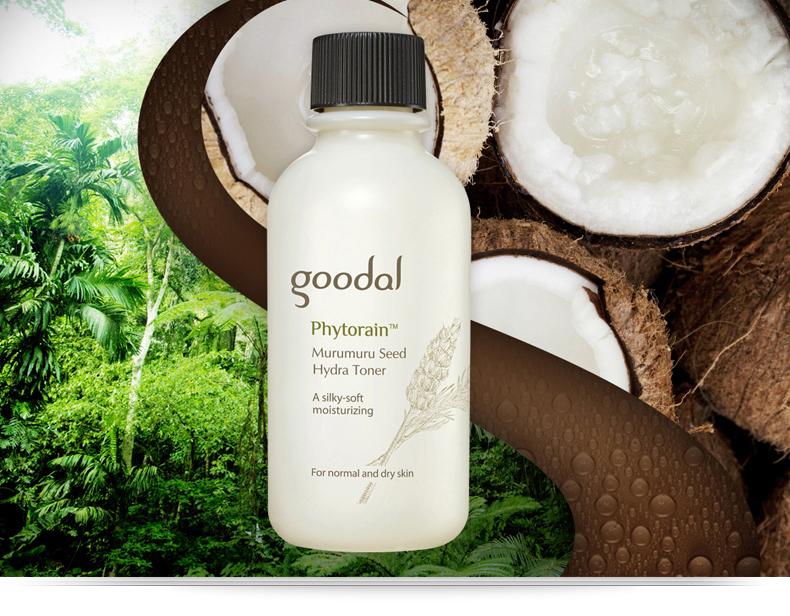 goodal
Phytorain™
Murumuru Seed
Hydra Toner
A silky-soft
moisturizing
For normal and dry skin